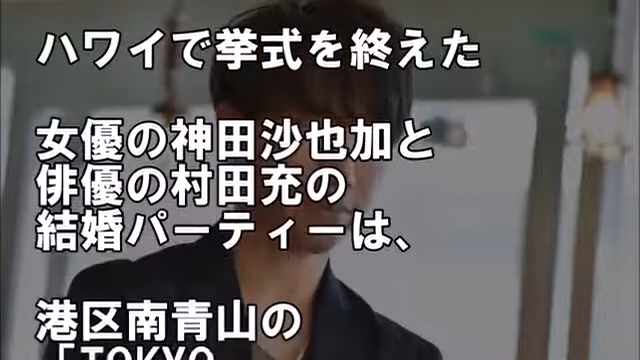 ハワイで挙式を終えた
女優の神田沙也加と
俳優の村田充の
結婚パーティーは、
港区南青山の
「TOKYO